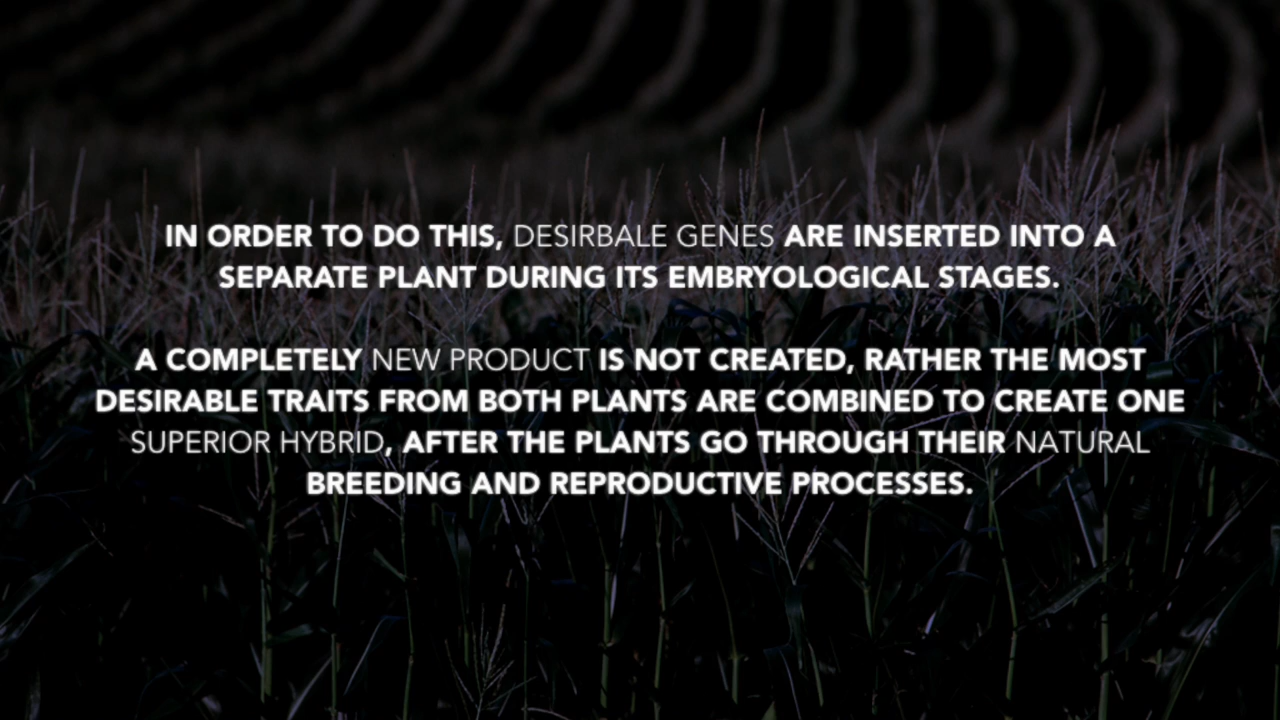 IN ORDER TO DO THIS, DESIRBALE GENES ARE INSERTED INTO A
SEPARATE PLANT DURING ITS EMBRYOLOGICAL STAGES.
A COMPLETELY NEW PRODUCT IS NOT CREATED, RATHER THE MOST
DESIRABLE TRAITS FROM BOTH PLANTS ARE COMBINED TO CREATE ONE
SUPERIOR HYBRID, AFTER THE PLANTS GO THROUGH THEIR NATURAL
BREEDING AND REPRODUCTIVE PROCESSES.